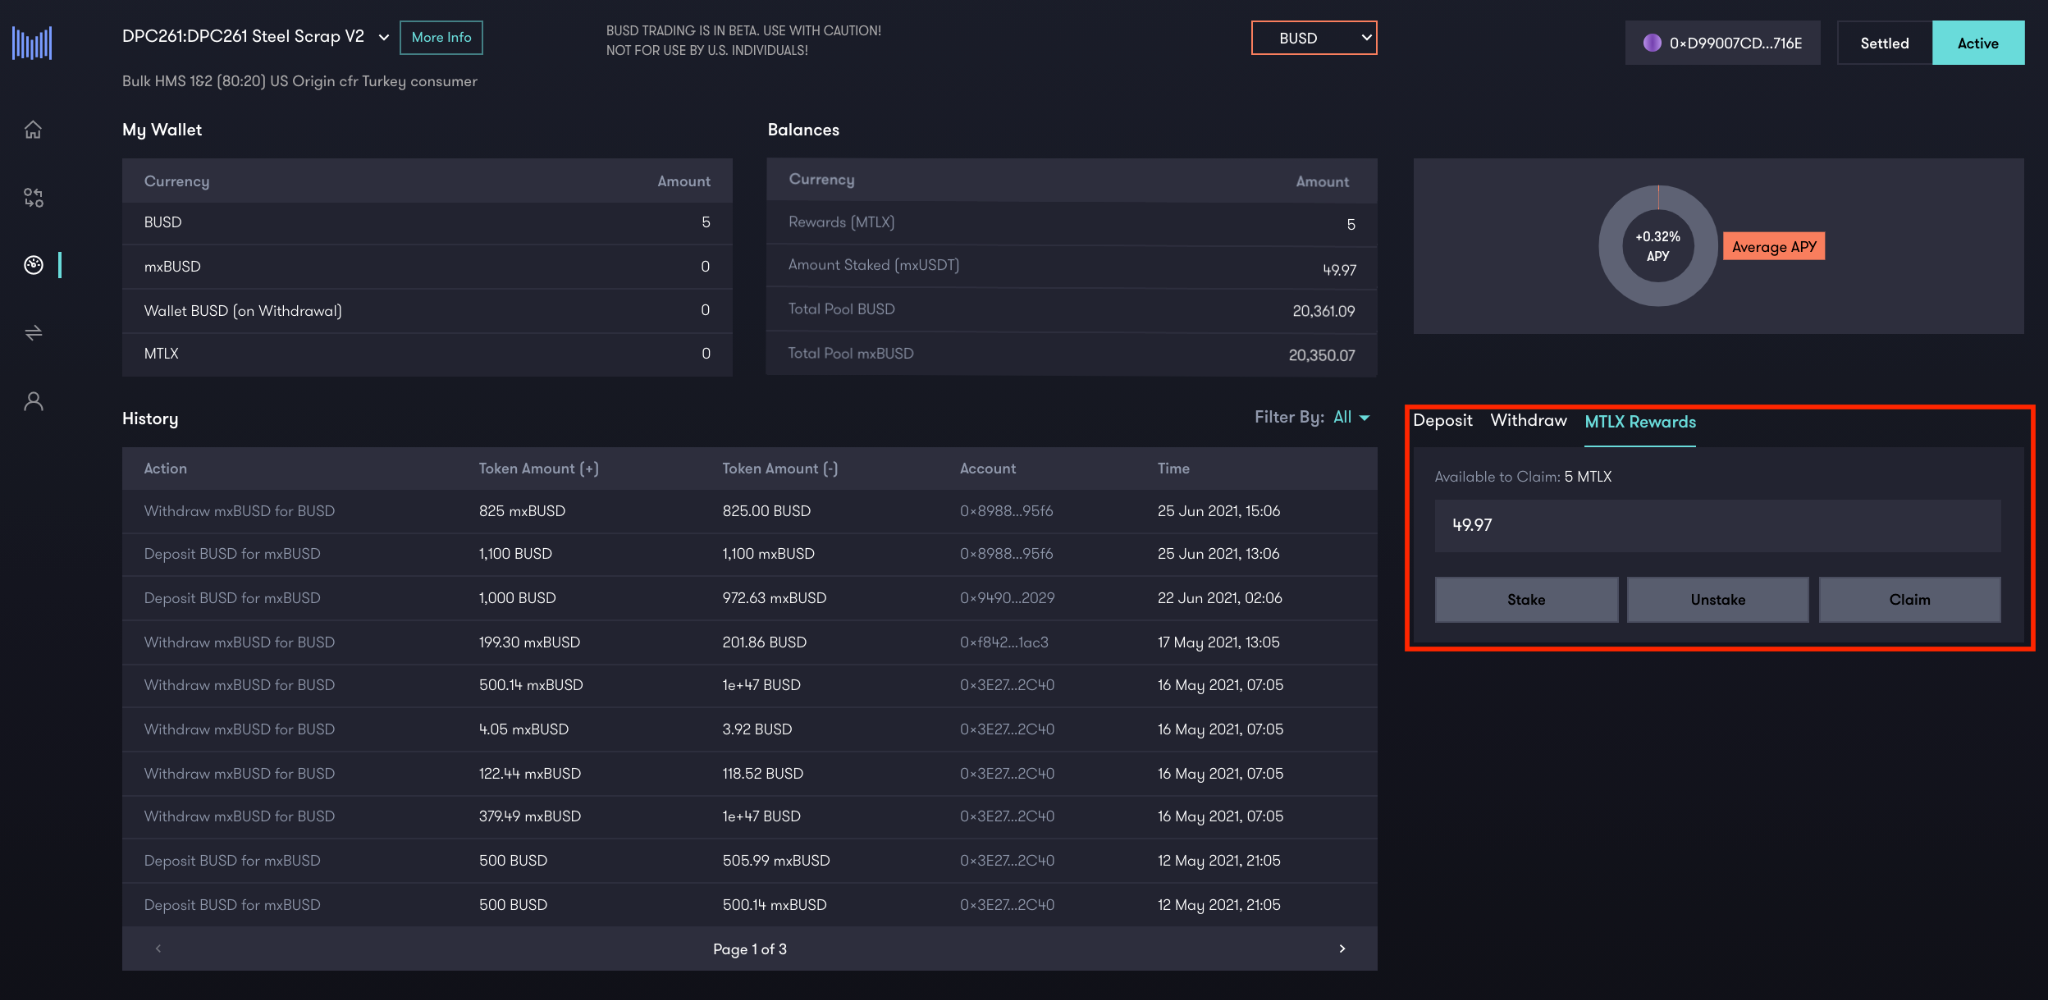 DPC261:DPC261 Steel Scrap V2
More Info
BUSD TRADING IS IN BETA. USE WITH CAUTION!
NOT FOR USE BY U.S. INDIVIDUALS!
BUSD
0×D99007CD...716E
Settled
Active
Bulk HMS 1&2 (80:20) US Origin cfr Turkey consumer
My Wallet
Currency Amount
BUSD 5
mxBUSD 0
Wallet BUSD (on Withdrawal) 0
MTLX 0
Balances
Currency Amount
Rewards (MTLX) 5
Amount Staked (mxUSDT) 49.97
Total Pool BUSD 20,361.09
Total Pool mxBUSD 20,350.07
+0.32%
APY
Average APY
History
Filter By: All
Action Token Amount (+) Token Amount (-) Account Time
Withdraw mxBUSD for BUSD 825 mxBUSD 825.00 BUSD 0×8988...95f6 25 Jun 2021, 15:06
Deposit BUSD for mxBUSD 1,100 BUSD 1,100 mxBUSD 0×8988...95f6 25 Jun 2021, 13:06
Deposit BUSD for mxBUSD 1,000 BUSD 972.63 mxBUSD 0×9490...2029 22 Jun 2021, 02:06
Withdraw mxBUSD for BUSD 199.30 mxBUSD 201.86 BUSD 0×f842...1ac3 17 May 2021, 13:05
Withdraw mxBUSD for BUSD 500.14 mxBUSD 1e+47 BUSD 0×3E27...2C40 16 May 2021, 07:05
Withdraw mxBUSD for BUSD 4.05 mxBUSD 3.92 BUSD 0×3E27...2C40 16 May 2021, 07:05
Withdraw mxBUSD for BUSD 122.44 mxBUSD 118.52 BUSD 0×3E27...2C40 16 May 2021, 07:05
Withdraw mxBUSD for BUSD 379.49 mxBUSD 1e+47 BUSD 0×3E27...2C40 16 May 2021, 07:05
Deposit BUSD for mxBUSD 500 BUSD 505.99 mxBUSD 0×3E27...2C40 12 May 2021, 21:05
Deposit BUSD for mxBUSD 500 BUSD 500.14 mxBUSD 0×3E27...2C40 12 May 2021, 21:05
Page 1 of 3
Deposit Withdraw MTLX Rewards
Available to Claim: 5 MTLX
49.97
Stake Unstake Claim